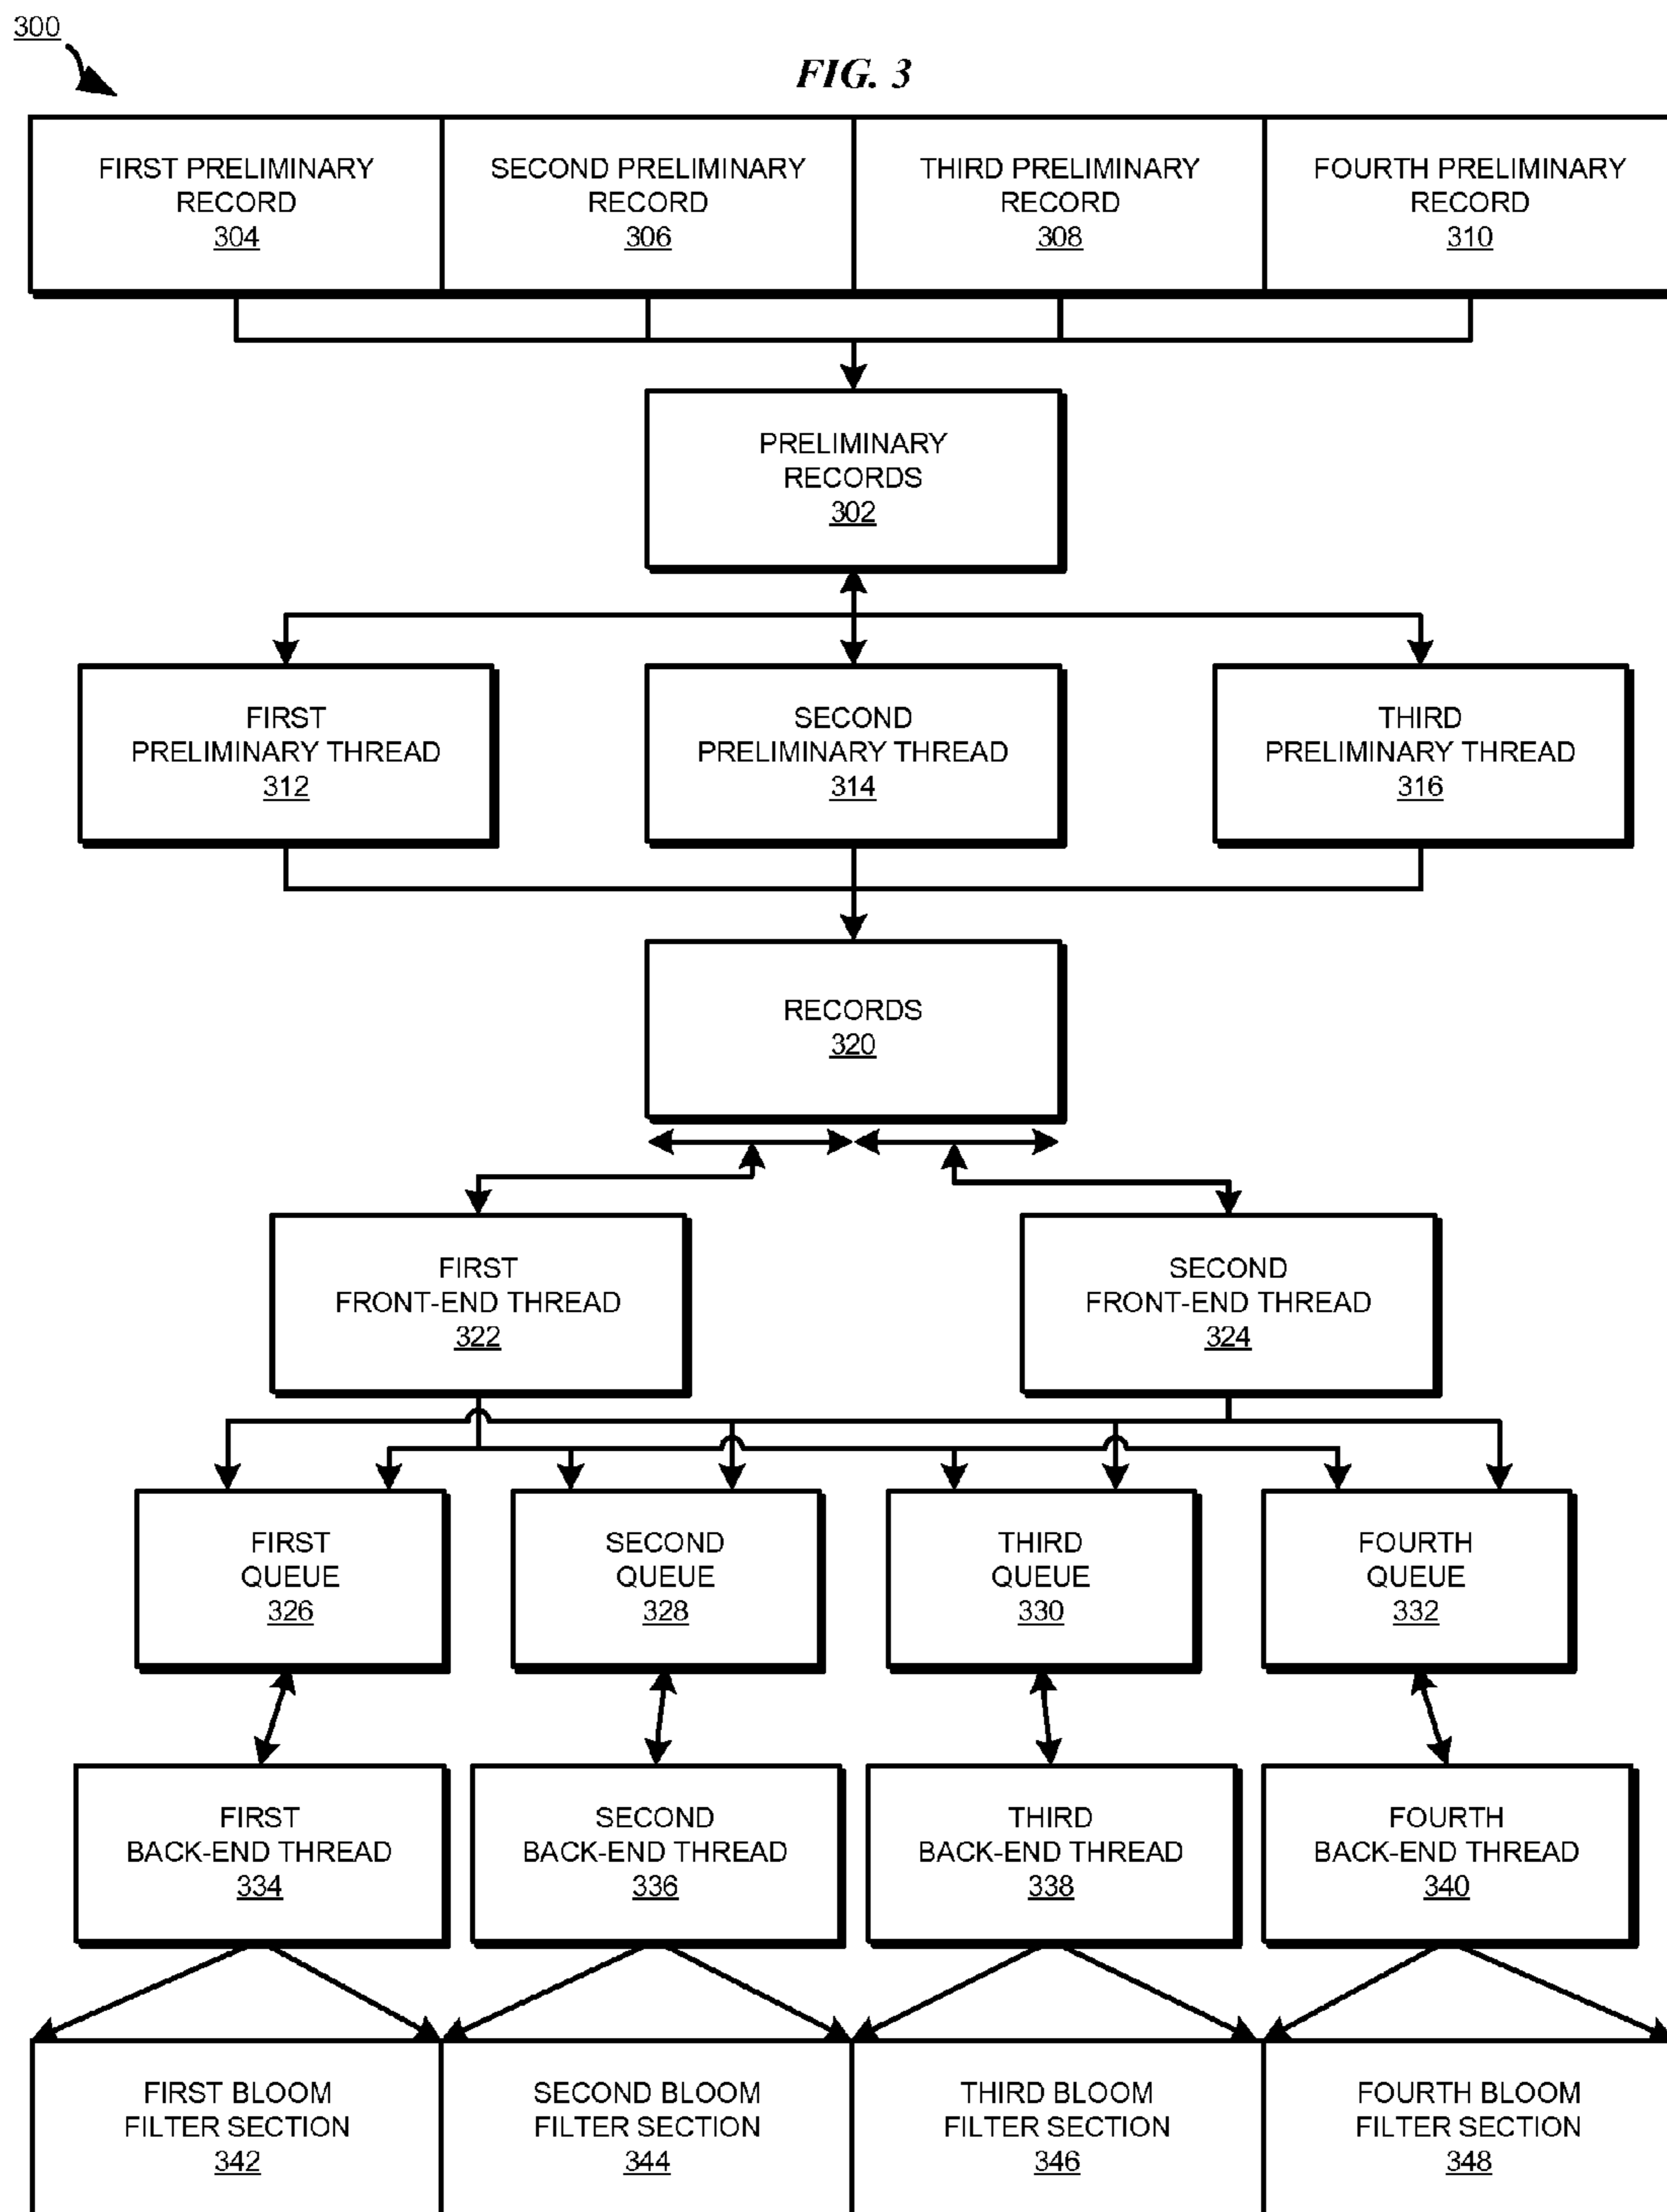 300
FIG. 3
FIRST PRELIMINARY
RECORD
304
SECOND PRELIMINARY
RECORD
306
THIRD PRELIMINARY
RECORD
308
FOURTH PRELIMINARY
RECORD
310
PRELIMINARY
RECORDS
302
FIRST
PRELIMINARY THREAD
312
SECOND
PRELIMINARY THREAD
314
THIRD
PRELIMINARY THREAD
316
RECORDS
320
FIRST
FRONT-END THREAD
322
SECOND
FRONT-END THREAD
324
FIRST
QUEUE
326
SECOND
QUEUE
328
THIRD
QUEUE
330
FOURTH
QUEUE
332
FIRST
BACK-END THREAD
334
SECOND
BACK-END THREAD
336
THIRD
BACK-END THREAD
338
FOURTH
BACK-END THREAD
340
FIRST BLOOM
FILTER SECTION
342
SECOND BLOOM
FILTER SECTION
344
THIRD BLOOM
FILTER SECTION
346
FOURTH BLOOM
FILTER SECTION
348